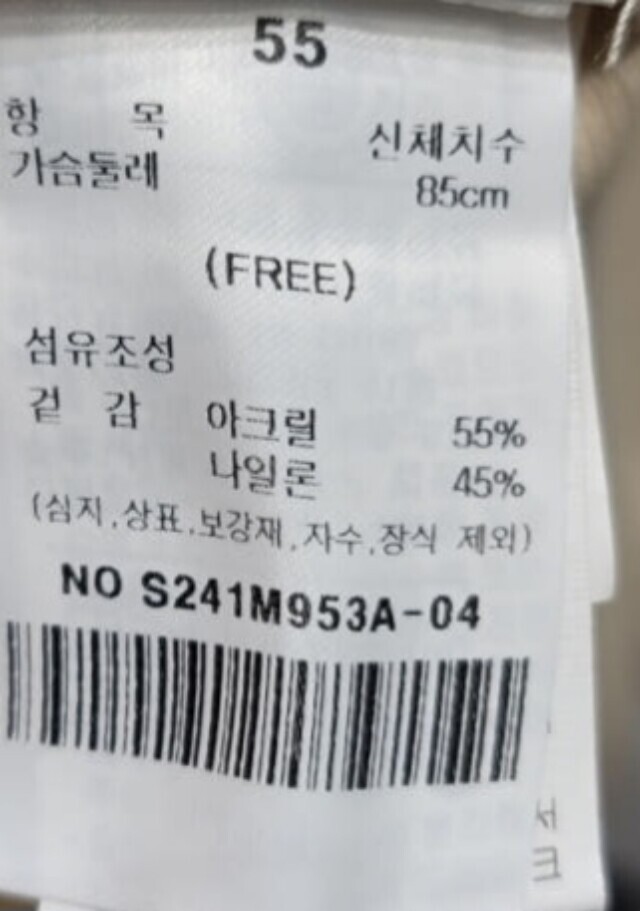 55
항 목 신체치수
가슴둘레 85cm
(FREE)
섬유조성
겉 감 아크릴 55%
나일론 45%
(심지,상표,보강재,자수,장식 제외)
NO S241M953A-04
서
크